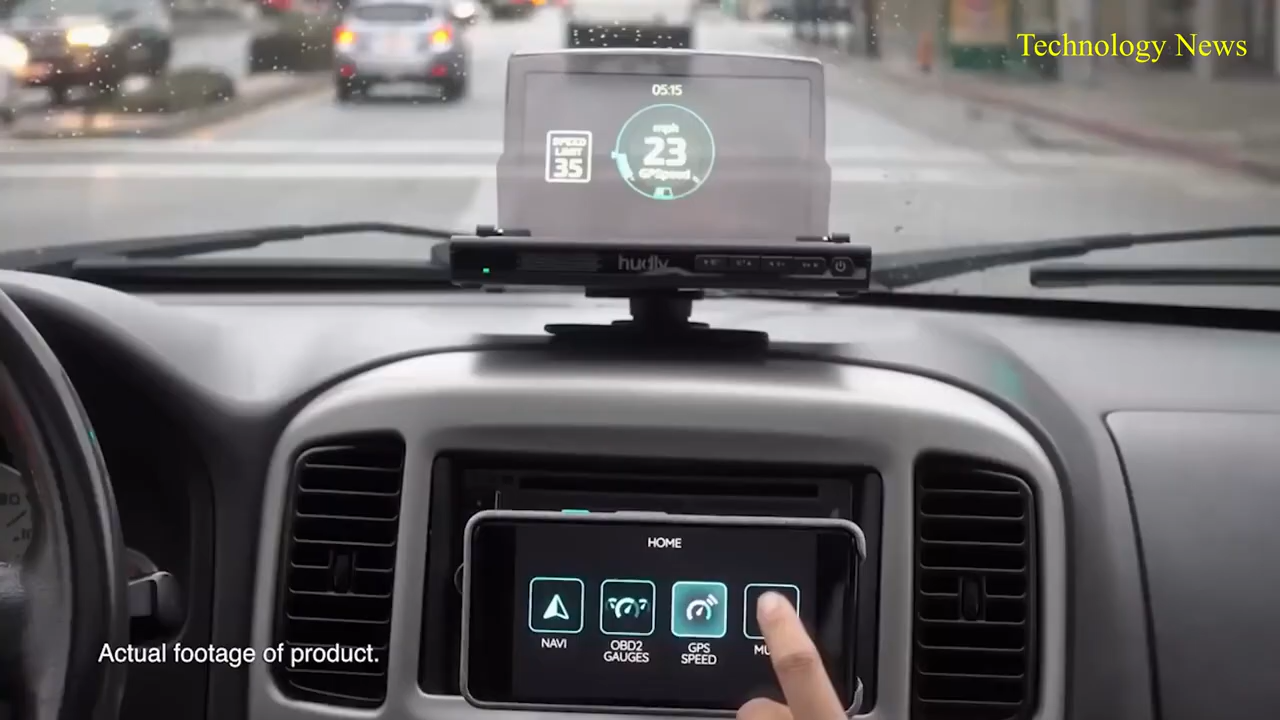 Technology News
05:15
SPEED
LIMIT
35
mph
23
GPSpeed
hudly
HOME
NAVI
OBD2
GAUGES
GPS
SPEED
Actual footage of product.